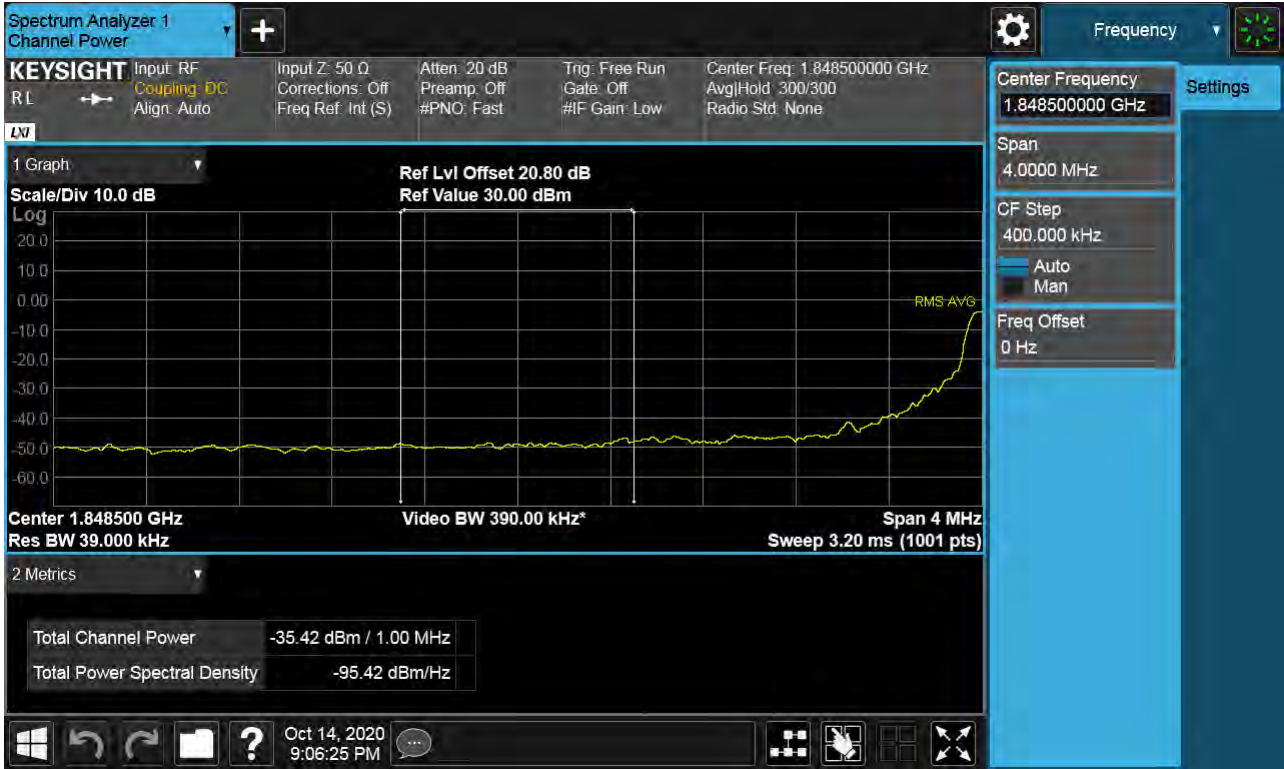 Spectrum Analyzer 1
Channel Power
+
Frequency
KEYSIGHT
RL
LXI
Input: RF
Coupling: DC
Align: Auto
Input Z: 50 Ω
Corrections: Off
Freq Ref: Int (S)
Atten: 20 dB
Preamp: Off
#PNO: Fast
Trig: Free Run
Gate: Off
#IF Gain: Low
Center Freq: 1.848500000 GHz
Avg|Hold: 300/300
Radio Std: None
Center Frequency
1.848500000 GHz
Settings
Span
4.0000 MHz
CF Step
400.000 kHz
Auto
Man
Freq Offset
0 Hz
1 Graph
Scale/Div 10.0 dB
Ref Lvl Offset 20.80 dB
Ref Value 30.00 dBm
Log
20.0
10.0
0.00
RMS AVG
-10.0
-20.0
-30.0
-40.0
-50.0
-60.0
Center 1.848500 GHz
Video BW 390.00 kHz*
Span 4 MHz
Res BW 39.000 kHz
Sweep 3.20 ms (1001 pts)
2 Metrics
Total Channel Power -35.42 dBm / 1.00 MHz
Total Power Spectral Density -95.42 dBm/Hz
?
Oct 14, 2020
9:06:25 PM